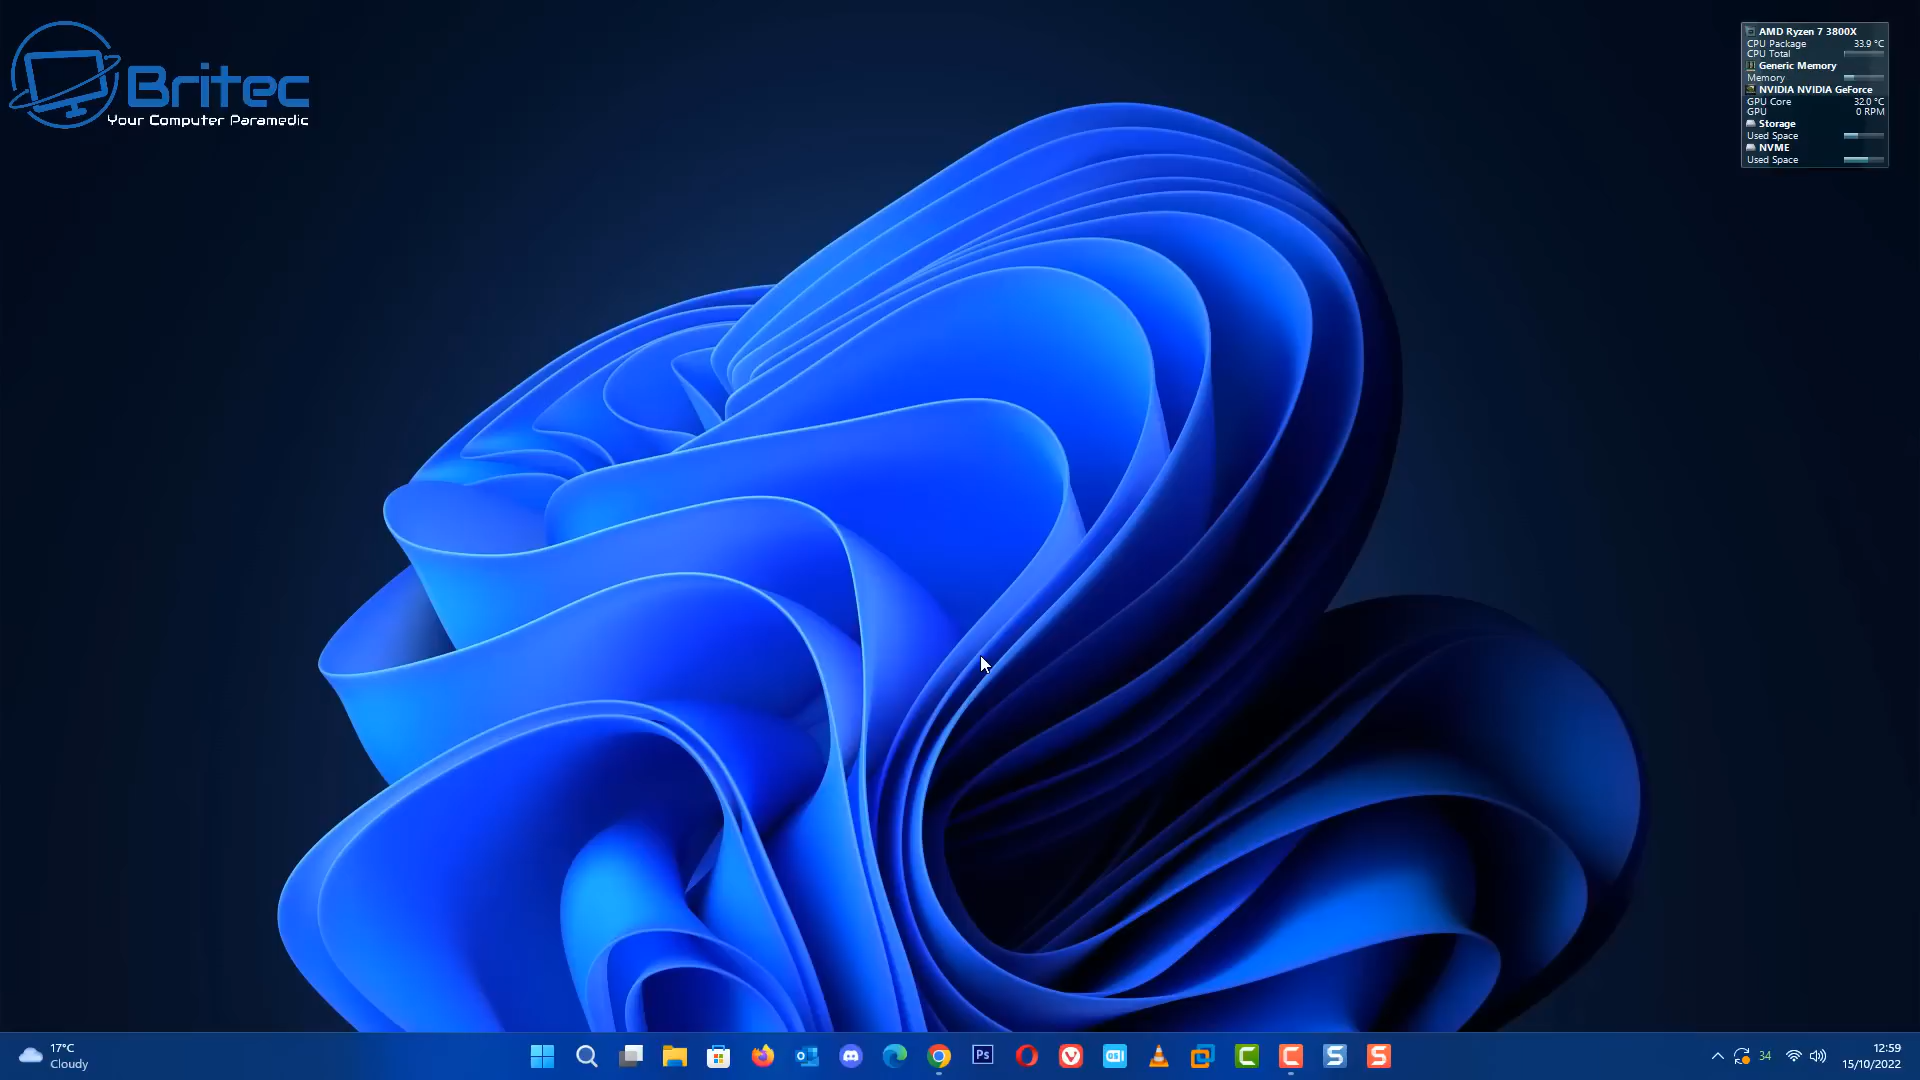 Britec
Your Computer Paramedic
AMD Ryzen 7 3800X
CPU Package 33.9 °C
CPU Total
Generic Memory
Memory
NVIDIA NVIDIA GeForce
GPU Core 32.0 °C
GPU 0 RPM
Storage
Used Space
NVME
Used Space
17°C
Cloudy
Ps
34
12:59
15/10/2022